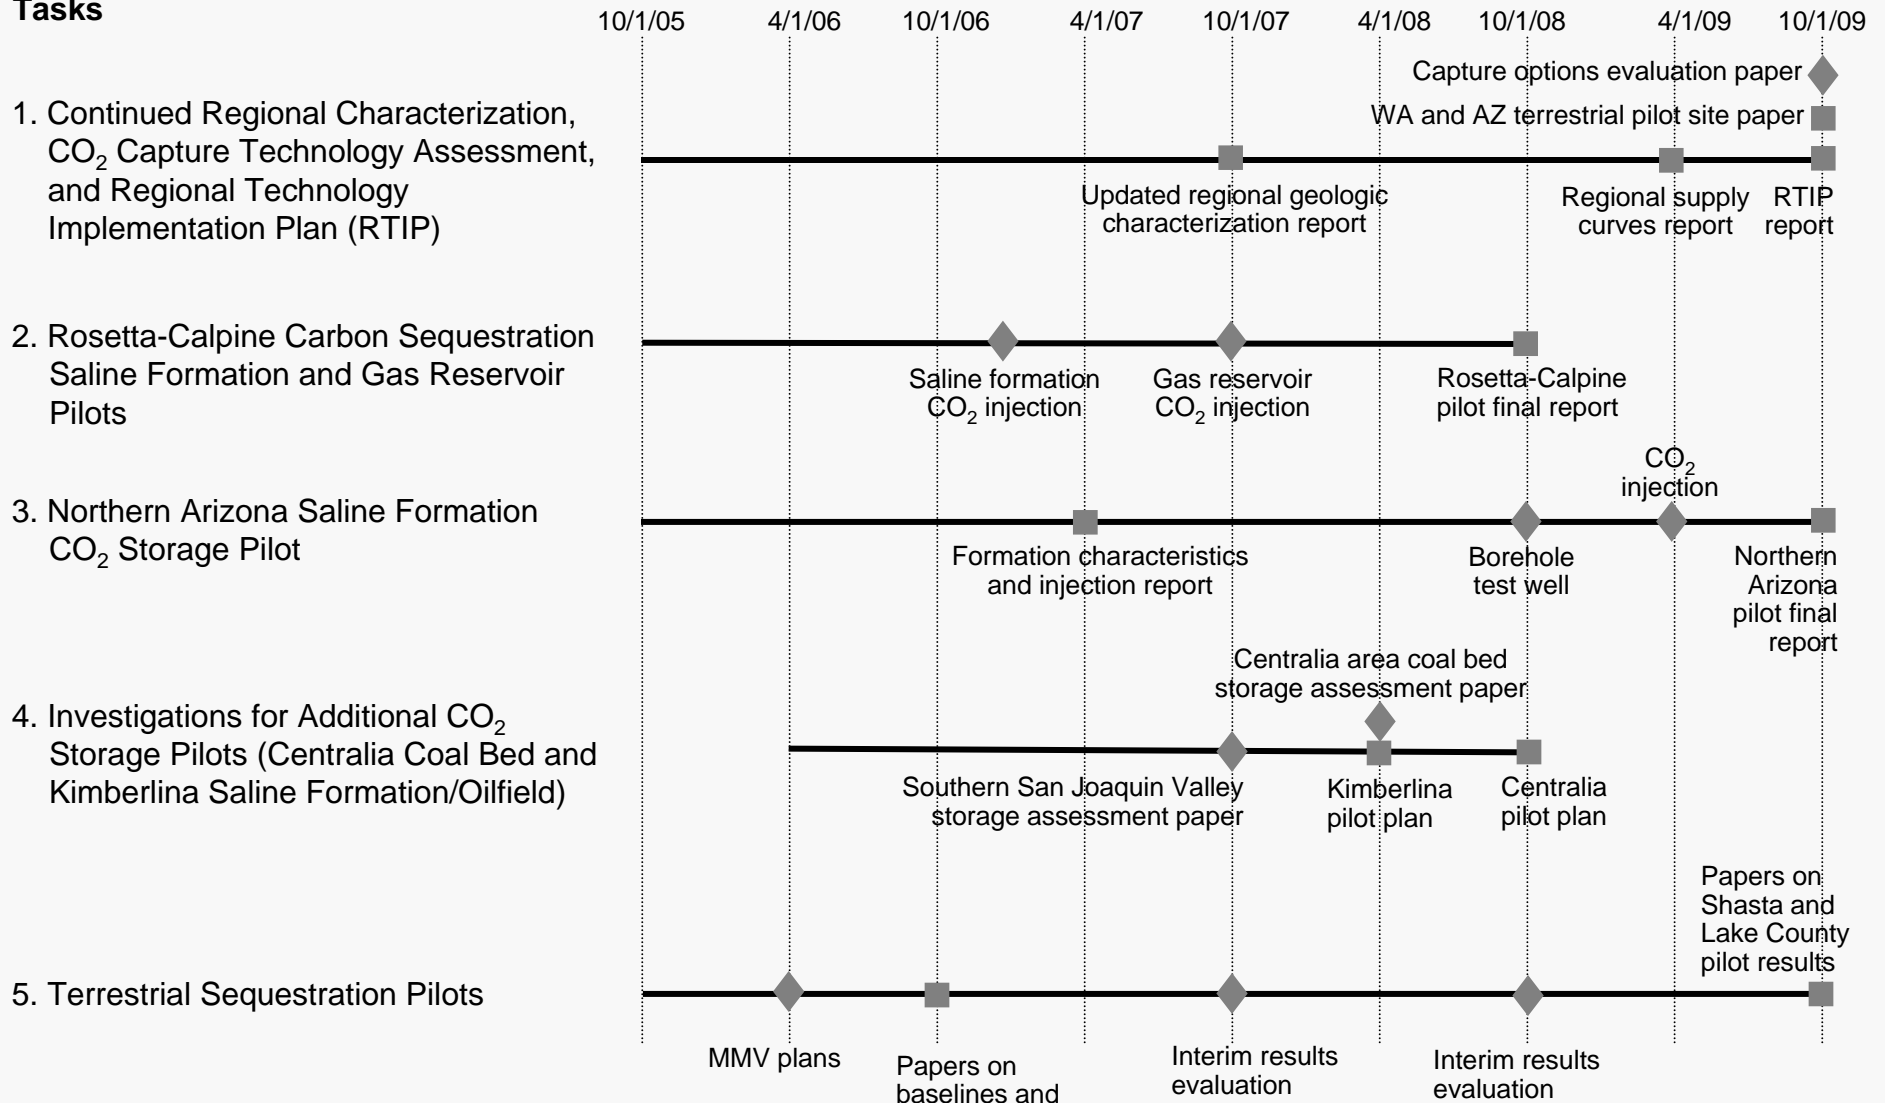 Tasks
10/1/05 4/1/06 10/1/06 4/1/07 10/1/07 4/1/08 10/1/08 4/1/09 10/1/09
Capture options evaluation paper
WA and AZ terrestrial pilot site paper
1. Continued Regional Characterization,
CO2 Capture Technology Assessment,
and Regional Technology
Implementation Plan (RTIP)
Updated regional geologic
characterization report
Regional supply
curves report
RTIP
report
2. Rosetta-Calpine Carbon Sequestration
Saline Formation and Gas Reservoir
Pilots
Saline formation
CO2 injection
Gas reservoir
CO2 injection
Rosetta-Calpine
pilot final report
CO2
injection
3. Northern Arizona Saline Formation
CO2 Storage Pilot
Formation characteristics
and injection report
Borehole
test well
Northern
Arizona
pilot final
report
Centralia area coal bed
storage assessment paper
4. Investigations for Additional CO2
Storage Pilots (Centralia Coal Bed and
Kimberlina Saline Formation/Oilfield)
Southern San Joaquin Valley
storage assessment paper
Kimberlina
pilot plan
Centralia
pilot plan
Papers on
Shasta and
Lake County
pilot results
5. Terrestrial Sequestration Pilots
MMV plans
Papers on
baselines and
Interim results
evaluation
Interim results
evaluation